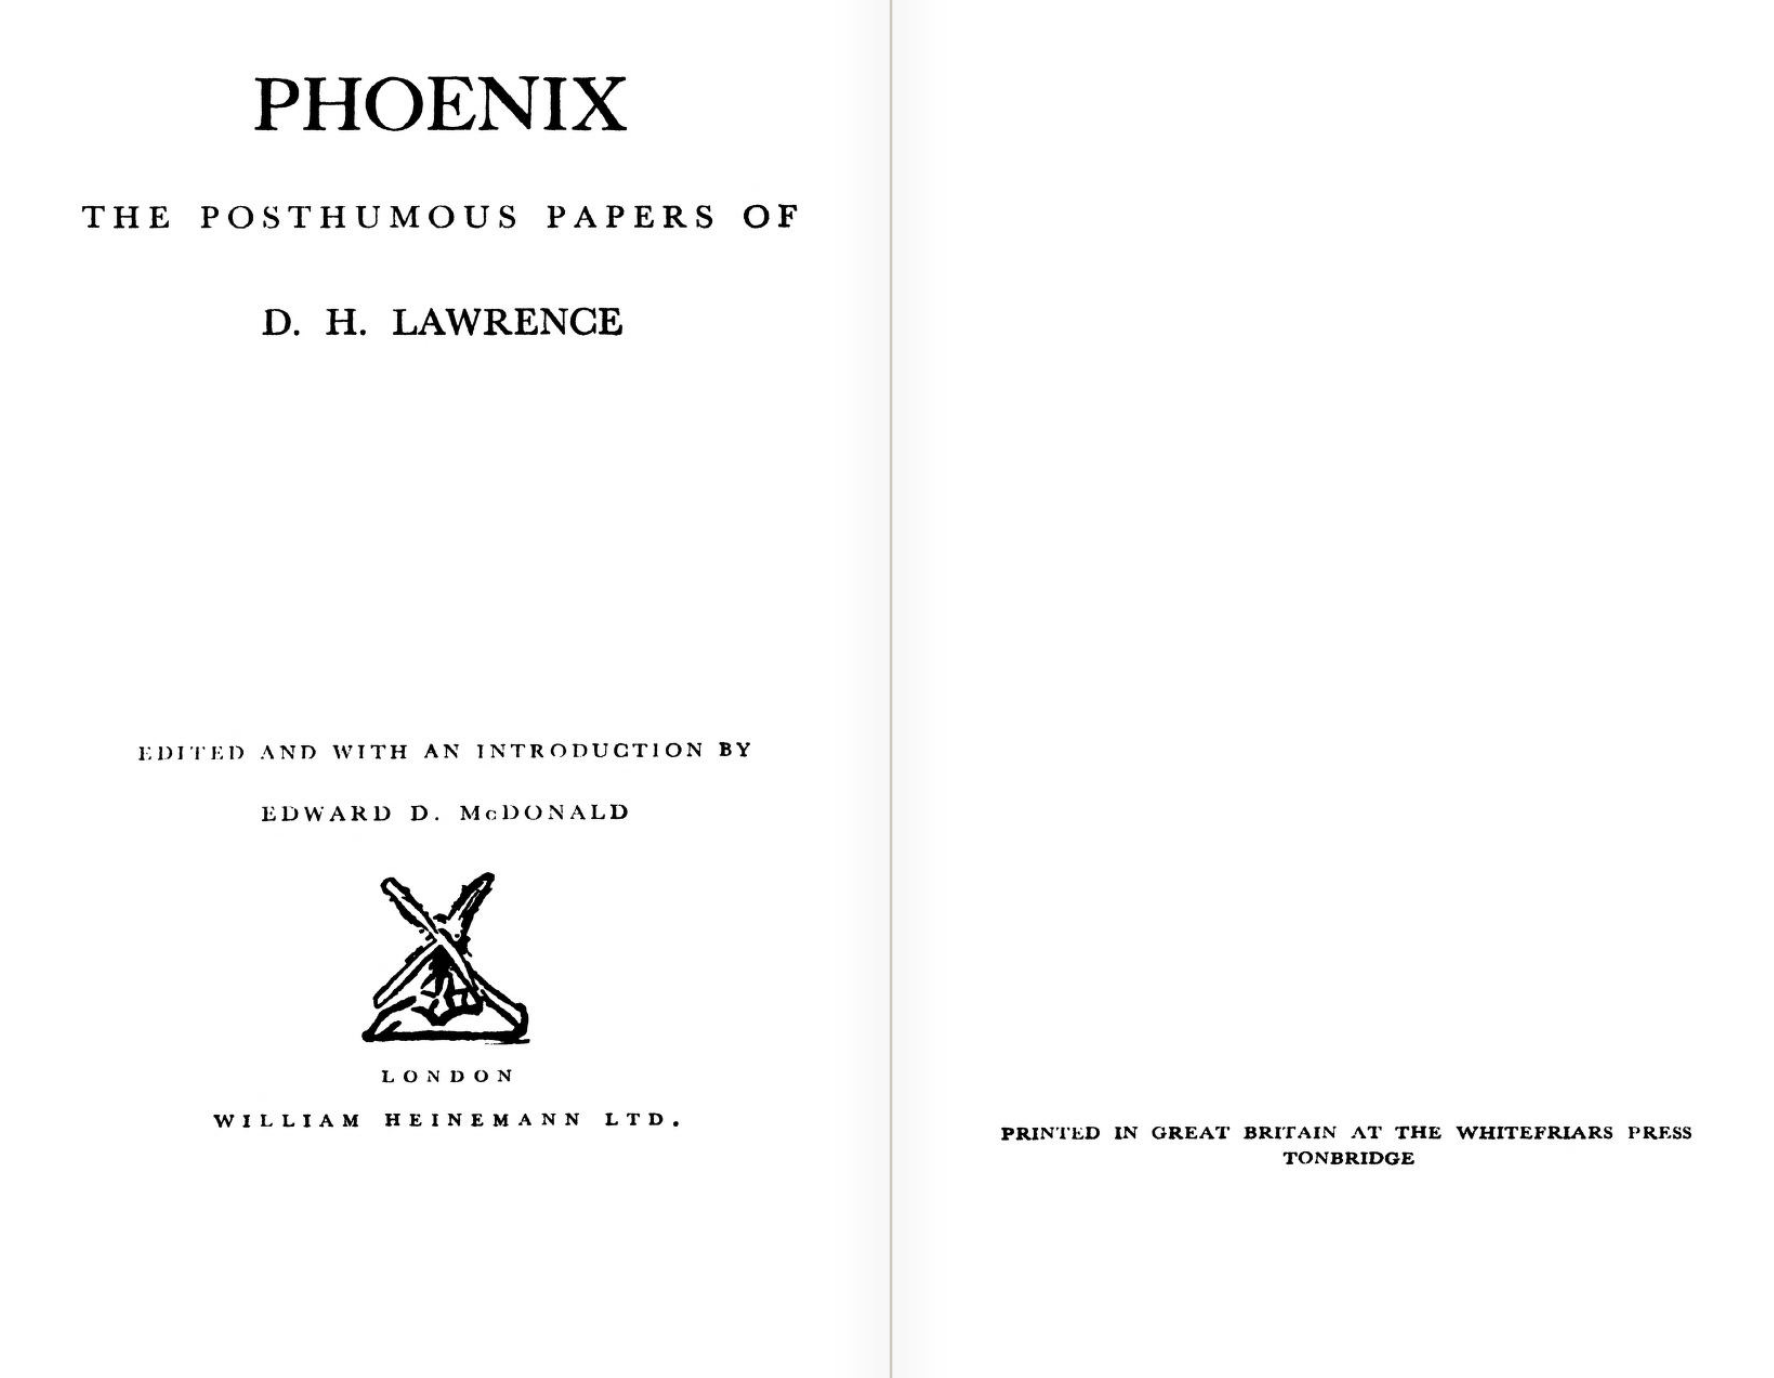 PHOENIX
THE POSTHUMOUS PAPERS OF
D. H. LAWRENCE
EDITED AND WITH AN INTRODUCTION BY
EDWARD D. McDONALD
LONDON
WILLIAM HEINEMANN LTD.
PRINTED IN GREAT BRITAIN AT THE WHITEFRIARS PRESS
TONBRIDGE